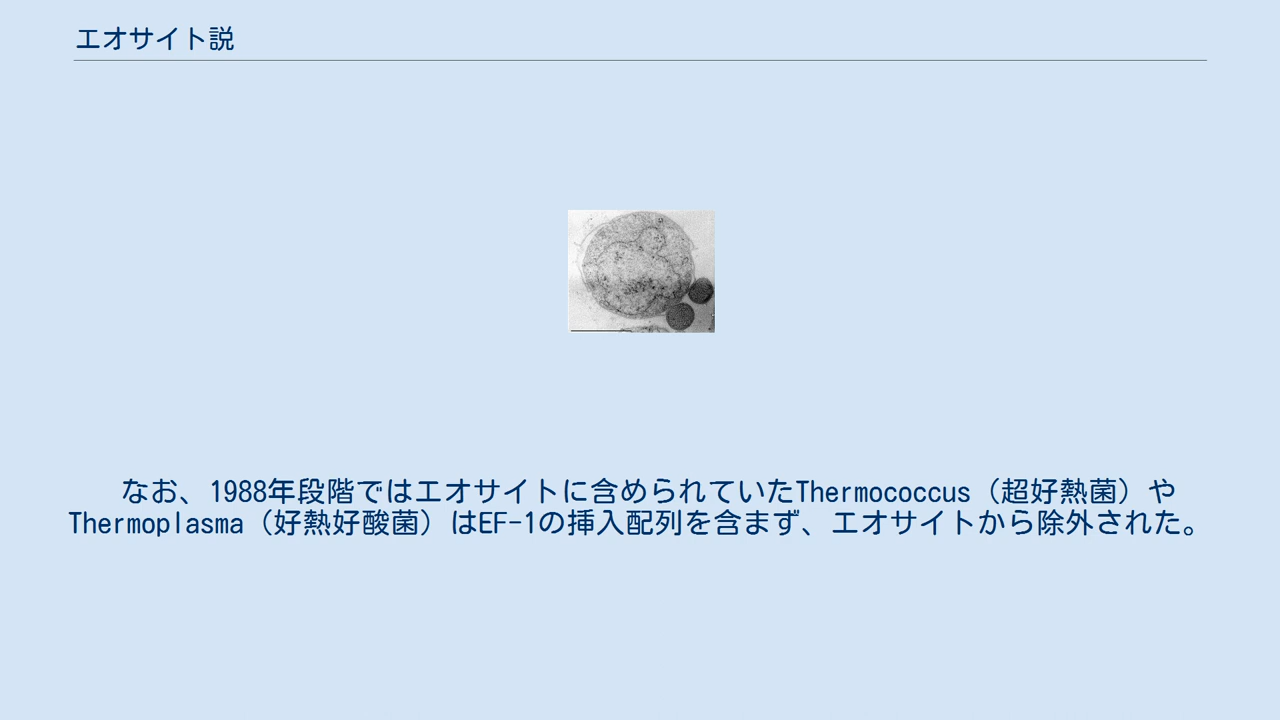 エオサイト説
なお、1988年段階ではエオサイトに含められていたThermococcus（超好熱菌）や
Thermoplasma（好熱好酸菌）はEF-1の挿入配列を含まず、エオサイトから除外された。